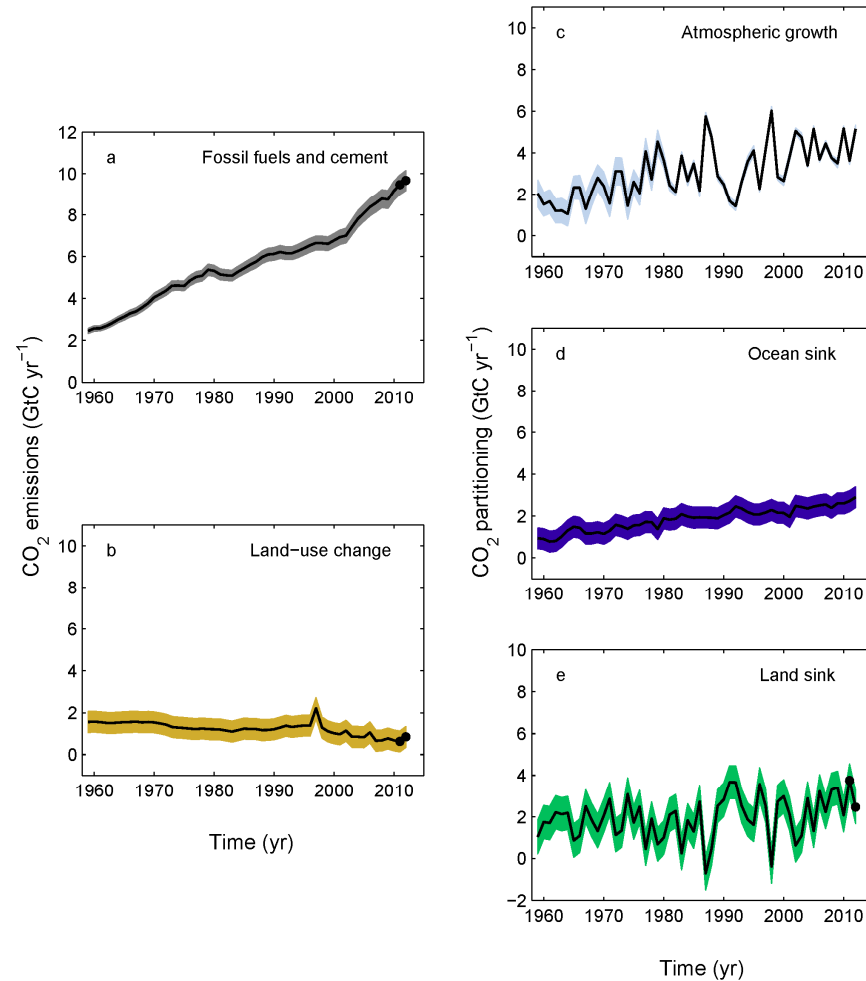 a
Fossil fuels and cement
12
10
8
6
4
2
0
1960 1970 1980 1990 2000 2010
b
Land−use change
10
8
6
4
2
0
1960 1970 1980 1990 2000 2010
CO2 emissions (GtC yr−1)
Time (yr)
c
Atmospheric growth
10
8
6
4
2
0
1960 1970 1980 1990 2000 2010
d
Ocean sink
10
8
6
4
2
0
1960 1970 1980 1990 2000 2010
e
Land sink
10
8
6
4
2
0
−2
1960 1970 1980 1990 2000 2010
CO2 partitioning (GtC yr−1)
Time (yr)